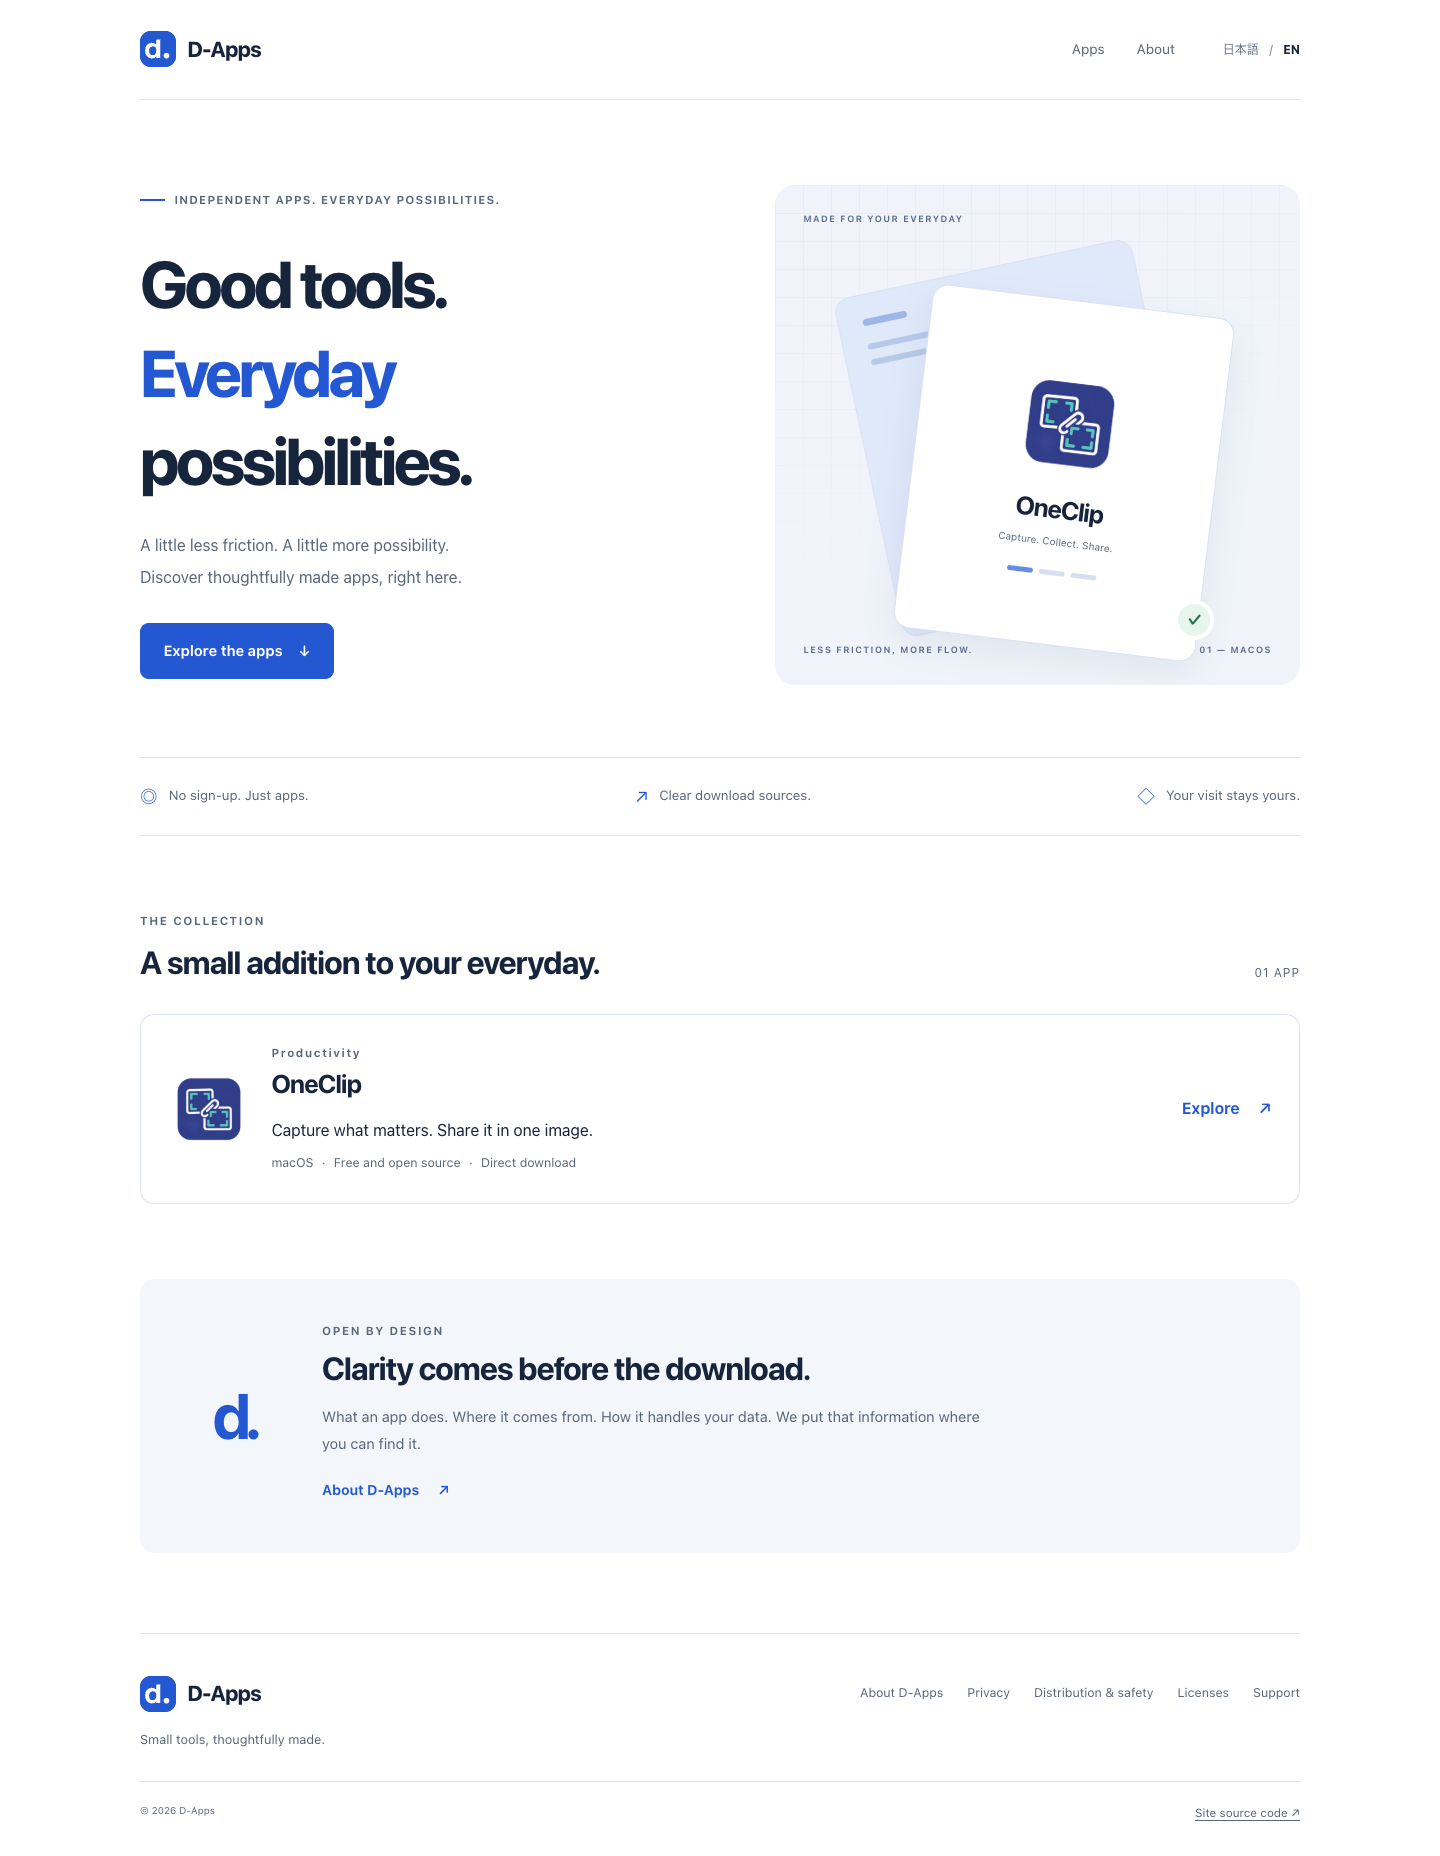 d. D-Apps
Apps About 日本語 / EN
INDEPENDENT APPS. EVERYDAY POSSIBILITIES.
Good tools.
Everyday
possibilities.
A little less friction. A little more possibility.
Discover thoughtfully made apps, right here.
Explore the apps ↓
MADE FOR YOUR EVERYDAY
OneClip
Capture. Collect. Share.
LESS FRICTION, MORE FLOW.
01 — MACOS
No sign-up. Just apps.
Clear download sources.
Your visit stays yours.
THE COLLECTION
A small addition to your everyday.
01 APP
Productivity
OneClip
Capture what matters. Share it in one image.
macOS · Free and open source · Direct download
Explore ↗
OPEN BY DESIGN
d.
Clarity comes before the download.
What an app does. Where it comes from. How it handles your data. We put that information where
you can find it.
About D-Apps ↗
d. D-Apps
About D-Apps Privacy Distribution & safety Licenses Support
Small tools, thoughtfully made.
© 2026 D-Apps
Site source code ↗